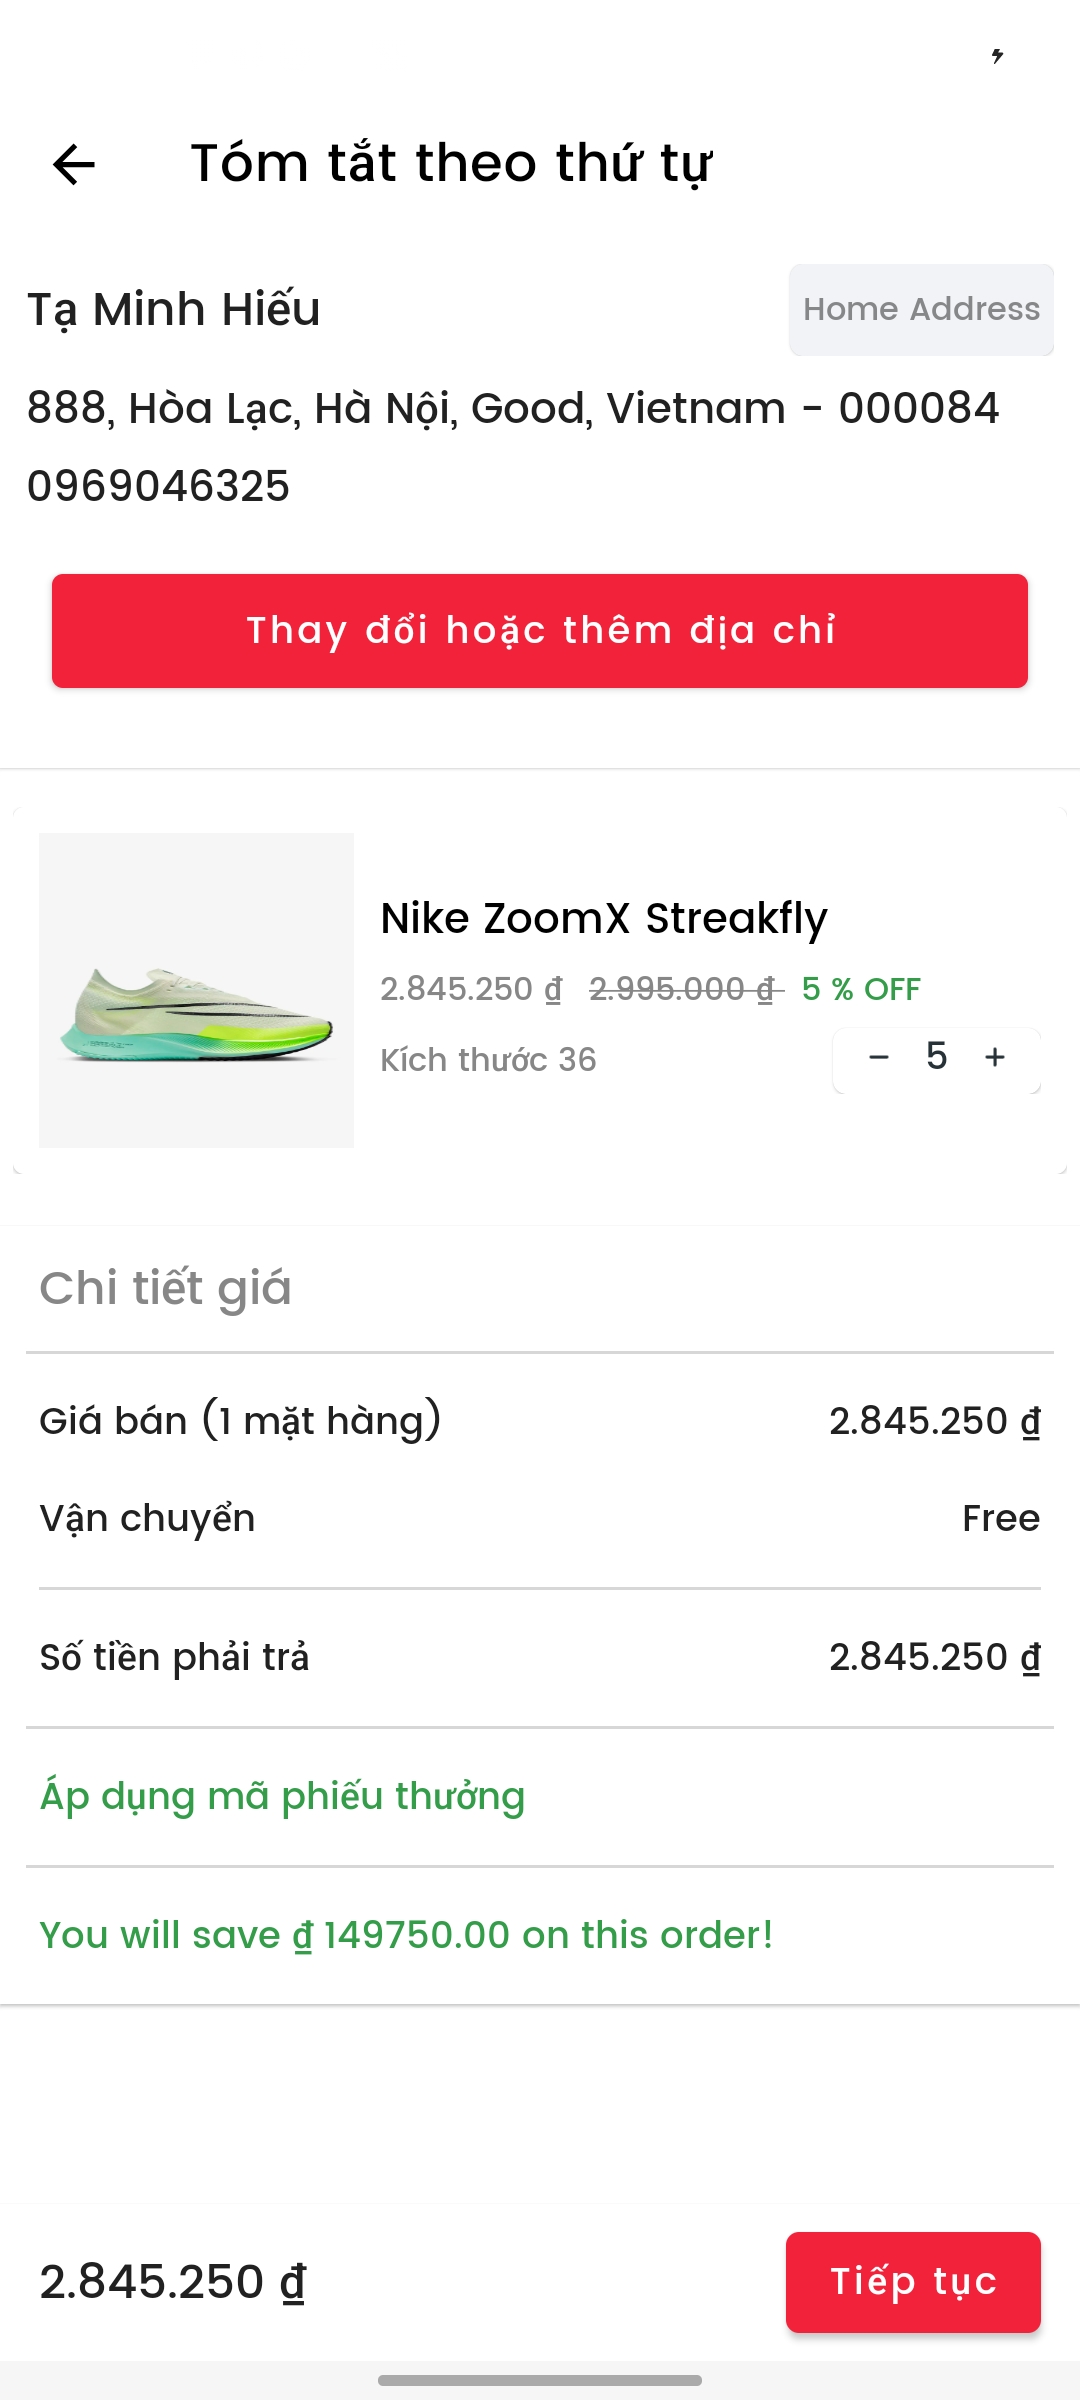 Tóm tắt theo thứ tự
Tạ Minh Hiếu
Home Address
888, Hòa Lạc, Hà Nội, Good, Vietnam - 000084
0969046325
Thay đổi hoặc thêm địa chỉ
Nike ZoomX Streakfly
2.845.250 ₫ 2.995.000 ₫ 5 % OFF
Kích thước 36
− 5 +
Chi tiết giá
Giá bán (1 mặt hàng) 2.845.250 ₫
Vận chuyển Free
Số tiền phải trả 2.845.250 ₫
Áp dụng mã phiếu thưởng
You will save ₫ 149750.00 on this order!
2.845.250 ₫
Tiếp tục